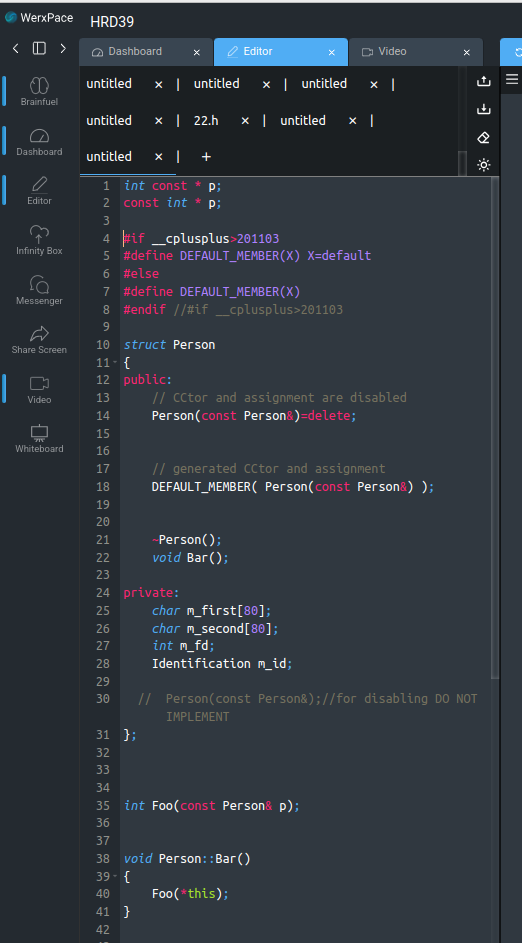 WerxPace
HRD39
Dashboard × Editor × Video ×
untitled × | untitled × | untitled × |
untitled × | 22.h × | untitled × |
untitled × | +
Brainfuel
Dashboard
Editor
Infinity Box
Messenger
Share Screen
Video
Whiteboard
1 int const * p;
2 const int * p;
3
4 #if __cplusplus>201103
5 #define DEFAULT_MEMBER(X) X=default
6 #else
7 #define DEFAULT_MEMBER(X)
8 #endif //#if __cplusplus>201103
9
10 struct Person
11 {
12 public:
13 // CCtor and assignment are disabled
14 Person(const Person&)=delete;
15
16
17 // generated CCtor and assignment
18 DEFAULT_MEMBER( Person(const Person&) );
19
20
21 ~Person();
22 void Bar();
23
24 private:
25 char m_first[80];
26 char m_second[80];
27 int m_fd;
28 Identification m_id;
29
30 // Person(const Person&);//for disabling DO NOT
IMPLEMENT
31 };
32
33
34
35 int Foo(const Person& p);
36
37
38 void Person::Bar()
39 {
40 Foo(*this);
41 }
42